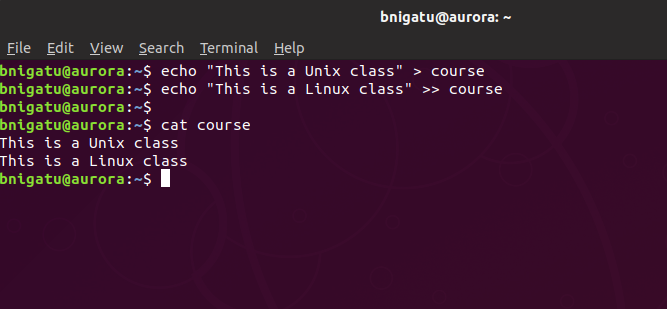 bnigatu@aurora: ~
File Edit View Search Terminal Help
bnigatu@aurora:~$ echo "This is a Unix class" > course
bnigatu@aurora:~$ echo "This is a Linux class" >> course
bnigatu@aurora:~$
bnigatu@aurora:~$ cat course
This is a Unix class
This is a Linux class
bnigatu@aurora:~$